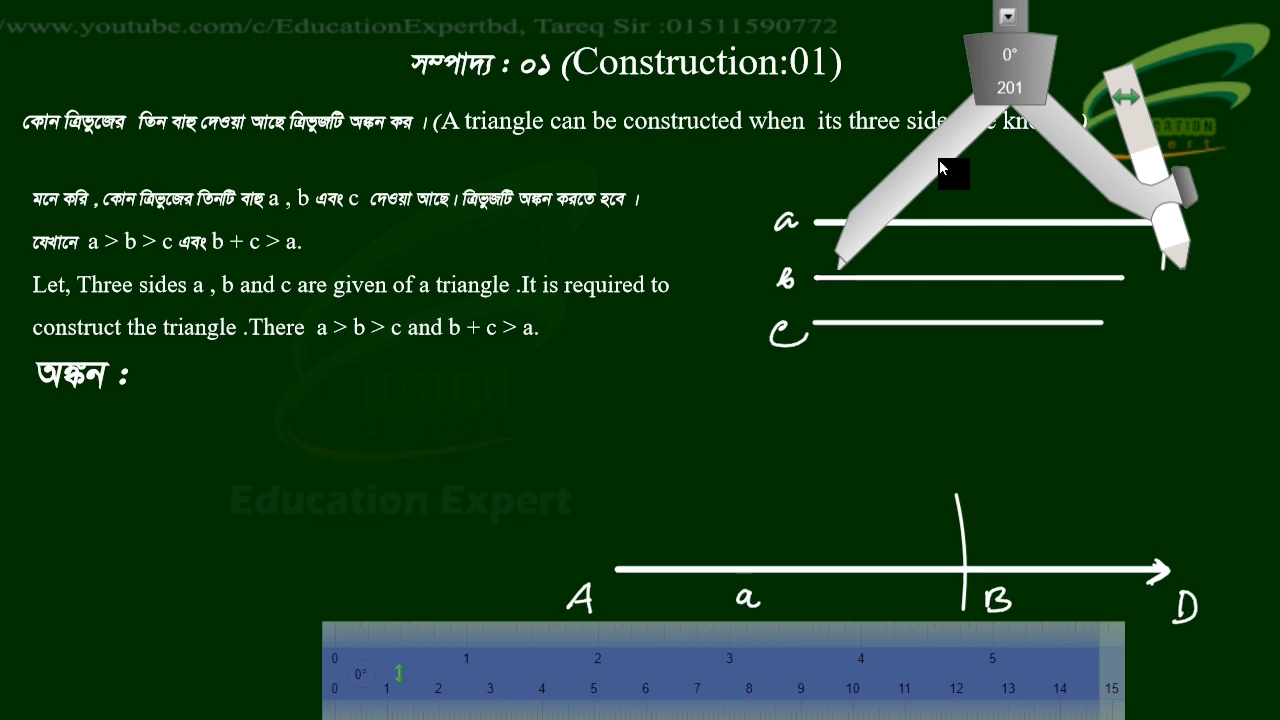 /www.youtube.com/c/EducationExpertbd, Tareq Sir :01511590772
সম্পাদ্য : ০১ (Construction:01)
কোন ত্রিভুজের তিন বাহু দেওয়া আছে ত্রিভুজটি অঙ্কন কর । (A triangle can be constructed when its three
মনে করি , কোন ত্রিভুজের তিনটি বাহু a , b এবং c দেওয়া আছে। ত্রিভুজটি অঙ্কন করতে হবে ।
যেখানে a > b > c এবং b + c > a.
Let, Three sides a , b and c are given of a triangle .It is required to
construct the triangle .There a > b > c and b + c > a.
অঙ্কন :
0°
201
a
b
c
Education Expert
A a B D
0 1 2 3 4 5
0°
0 1 2 3 4 5 6 7 8 9 10 11 12 13 14 15